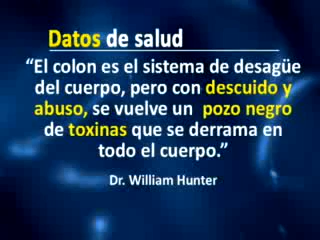 Datos de salud
“El colon es el sistema de desagüe
del cuerpo, pero con descuido y
abuso, se vuelve un pozo negro
de toxinas que se derrama en
todo el cuerpo.”
Dr. William Hunter